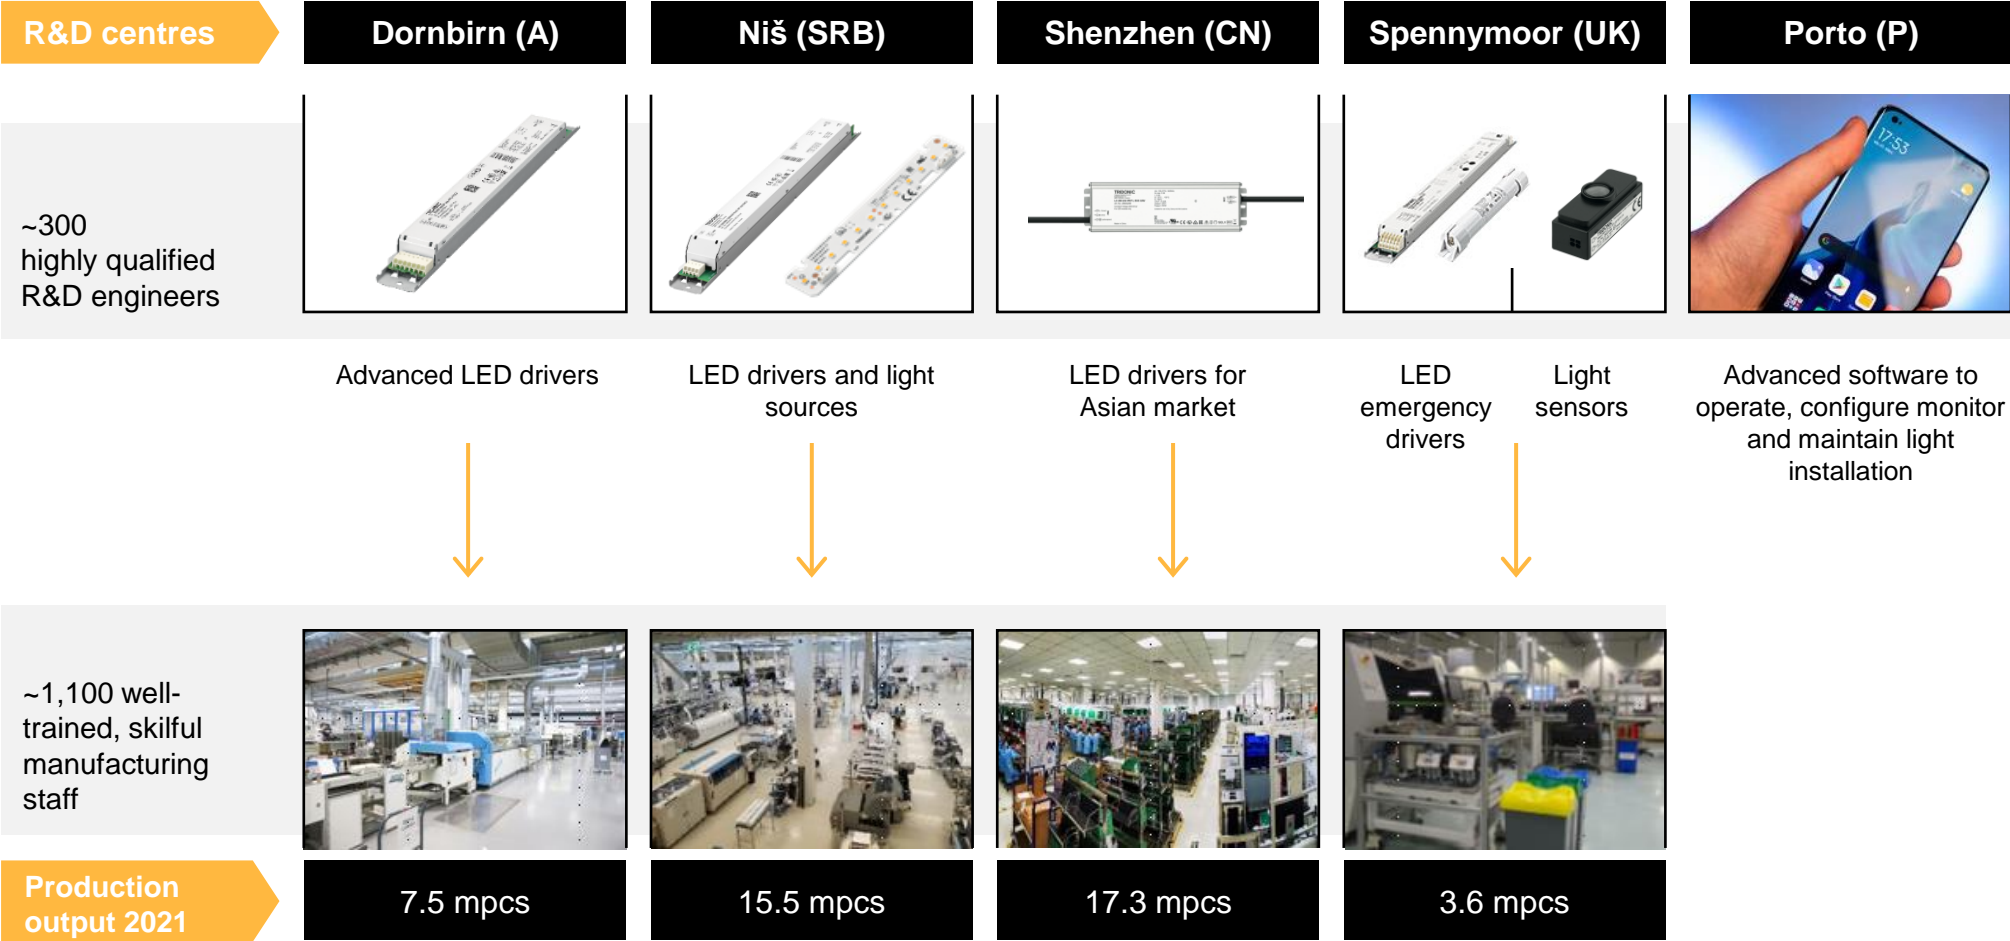 R&D centres
Dornbirn (A)
Niš (SRB)
Shenzhen (CN)
Spennymoor (UK)
Porto (P)
~300
highly qualified
R&D engineers
TRIDONIC
17:53
Advanced LED drivers
LED drivers and light
sources
LED drivers for
Asian market
LED
emergency
drivers
Light
sensors
Advanced software to
operate, configure monitor
and maintain light
installation
~1,100 well-
trained, skilful
manufacturing
staff
Production
output 2021
7.5 mpcs
15.5 mpcs
17.3 mpcs
3.6 mpcs